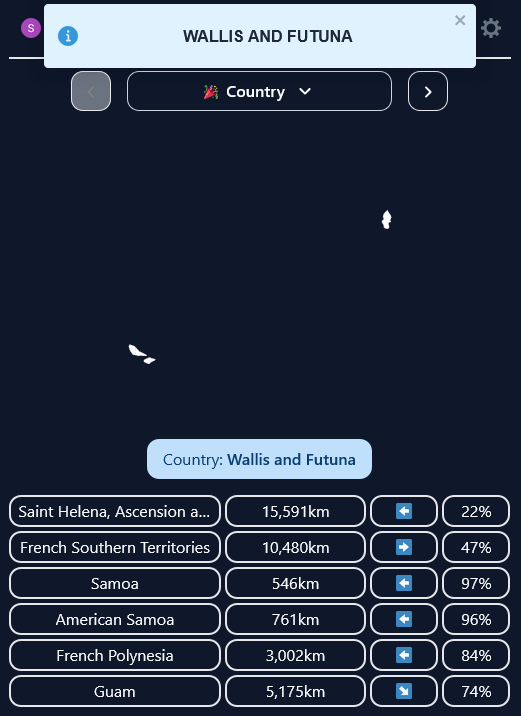 S
WALLIS AND FUTUNA
Country
Country: Wallis and Futuna
Saint Helena, Ascension a... 15,591km 22%
French Southern Territories 10,480km 47%
Samoa 546km 97%
American Samoa 761km 96%
French Polynesia 3,002km 84%
Guam 5,175km 74%